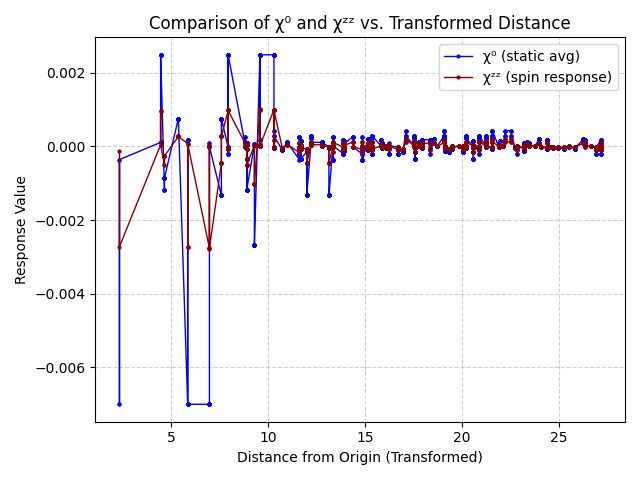 Comparison of χ⁰ and χᶻᶻ vs. Transformed Distance
χ⁰ (static avg)
χᶻᶻ (spin response)
0.002
0.000
−0.002
−0.004
−0.006
Response Value
5
10
15
20
25
Distance from Origin (Transformed)